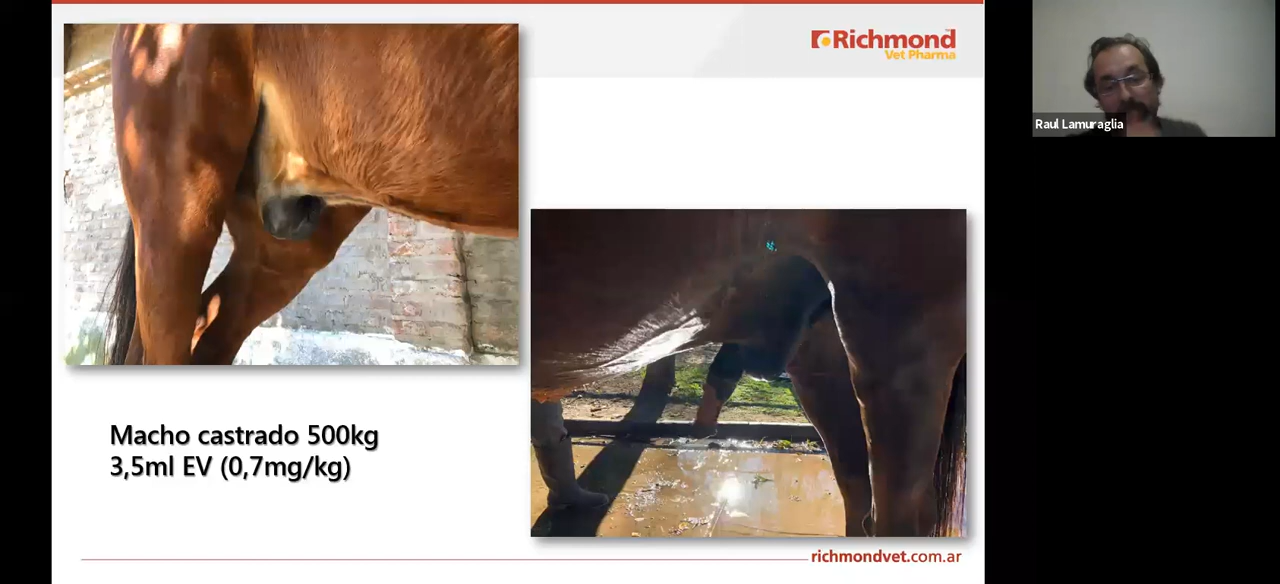 Richmond
Vet Pharma
Raul Lamuraglia
Macho castrado 500kg
3,5ml EV (0,7mg/kg)
richmondvet.com.ar